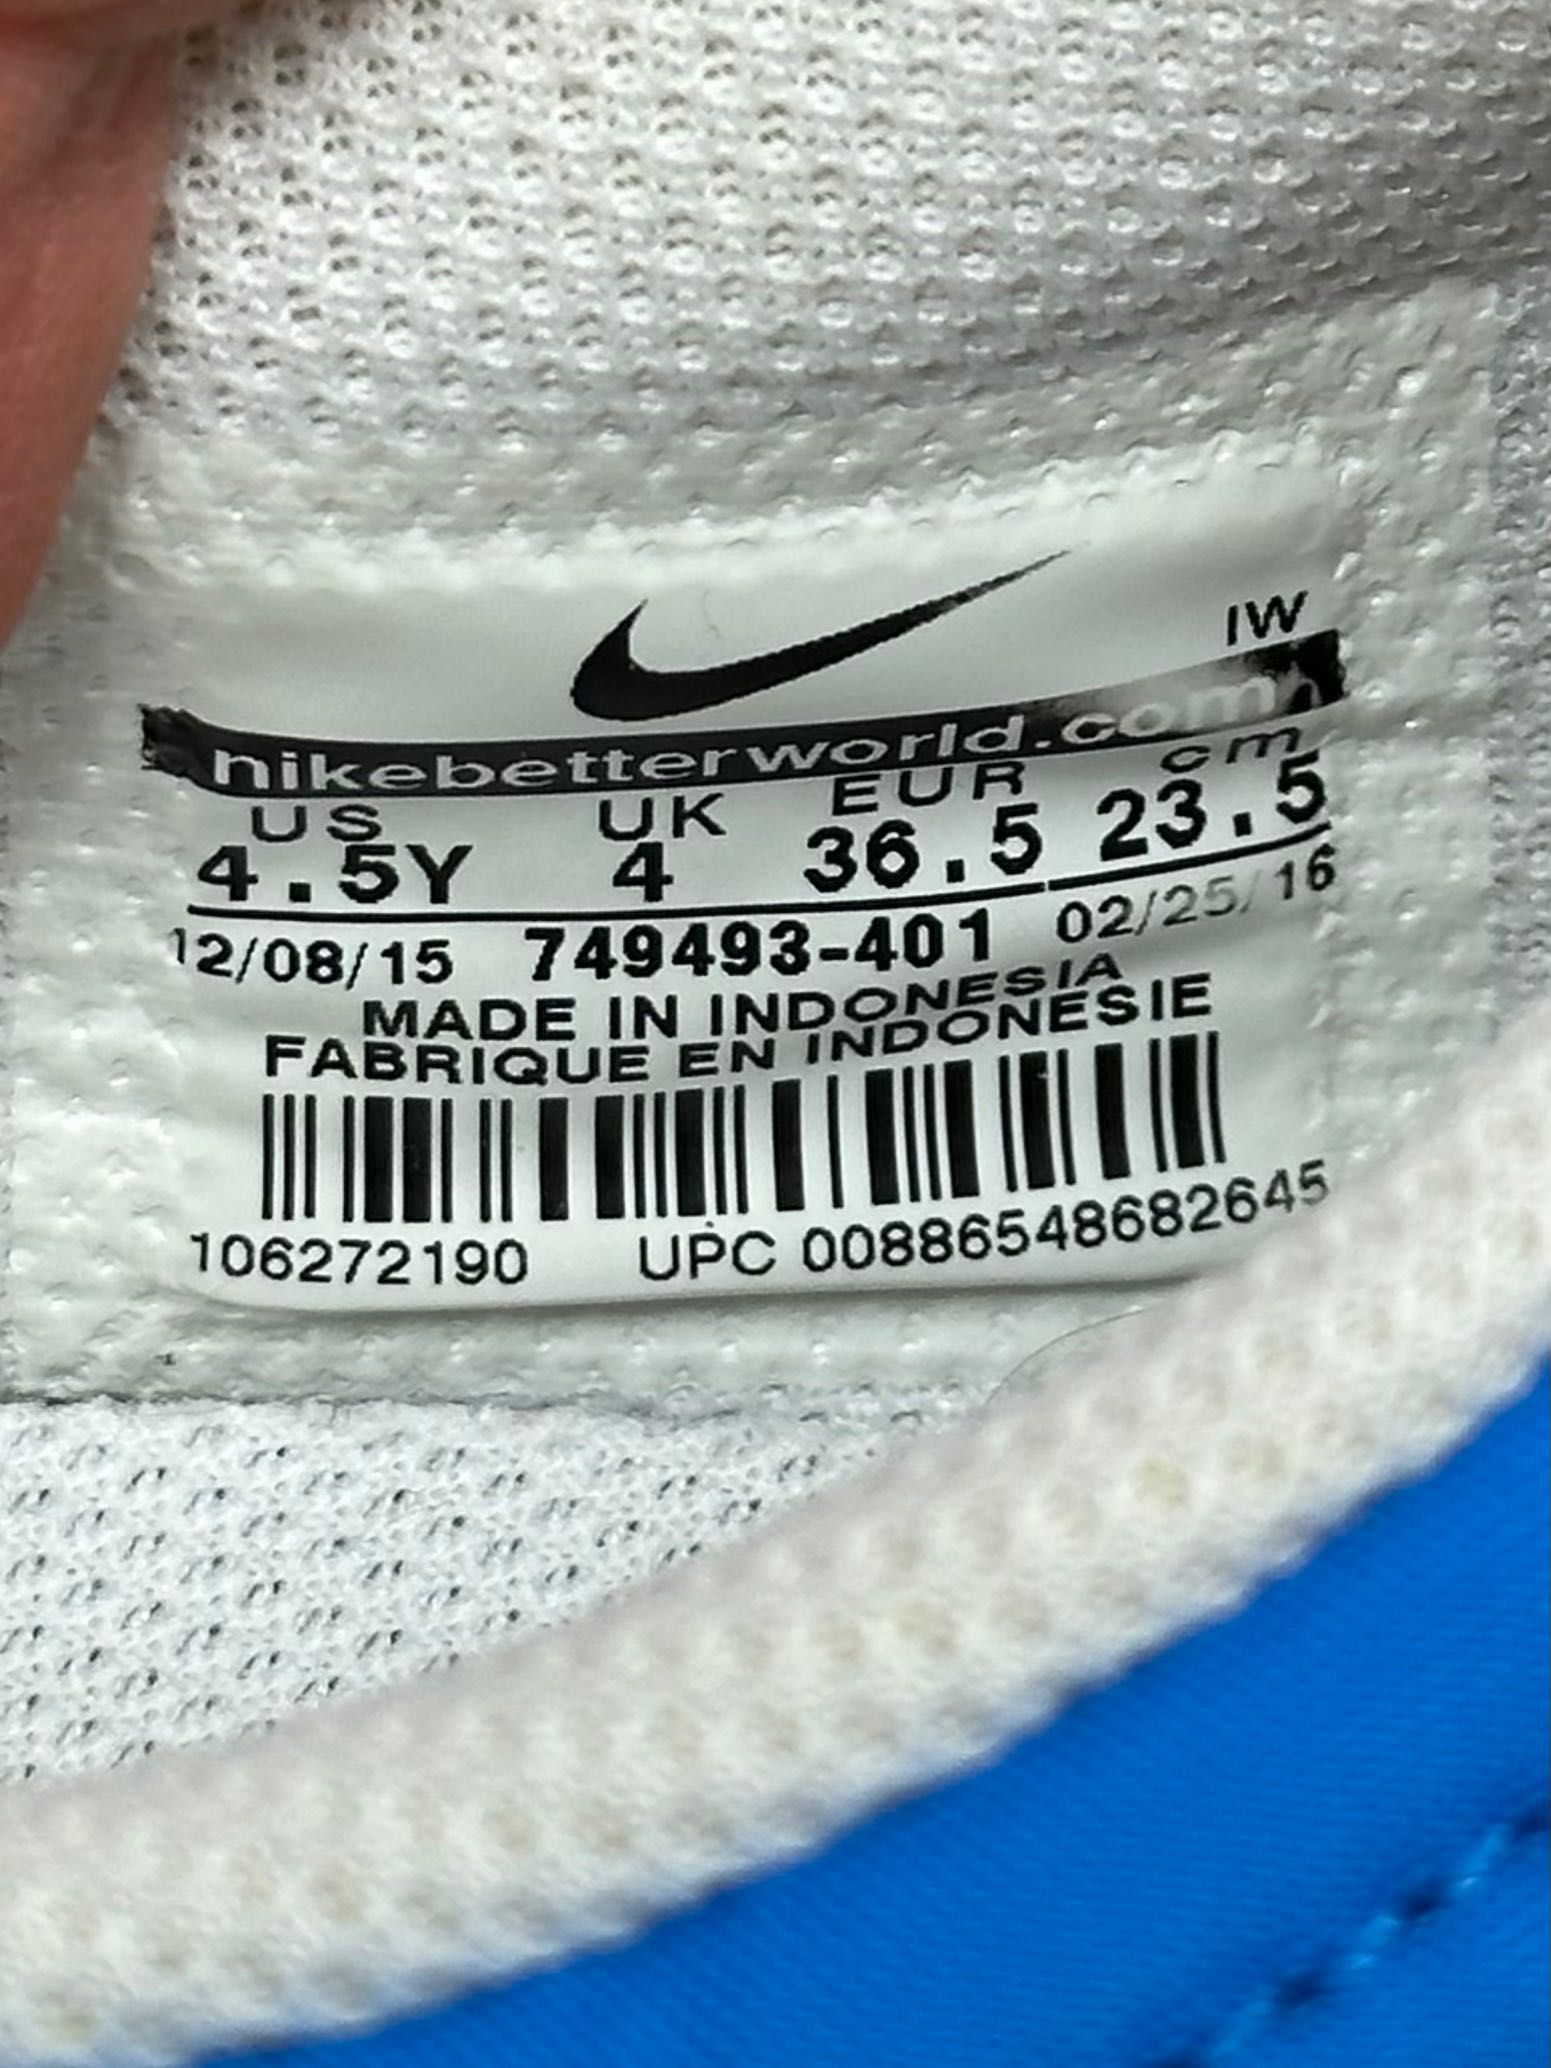 IW
nikebetterworld.com
US UK EUR cm
4.5Y 4 36.5 23.5
12/08/15 749493-401 02/25/16
MADE IN INDONESIA
FABRIQUE EN INDONESIE
106272190 UPC 00886548682645